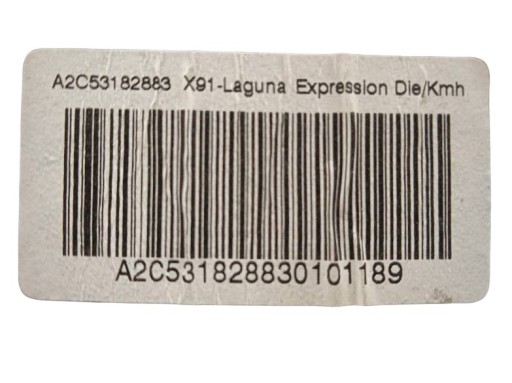 A2C53182883 X91-Laguna Expression Die/Kmh
A2C531828830101189